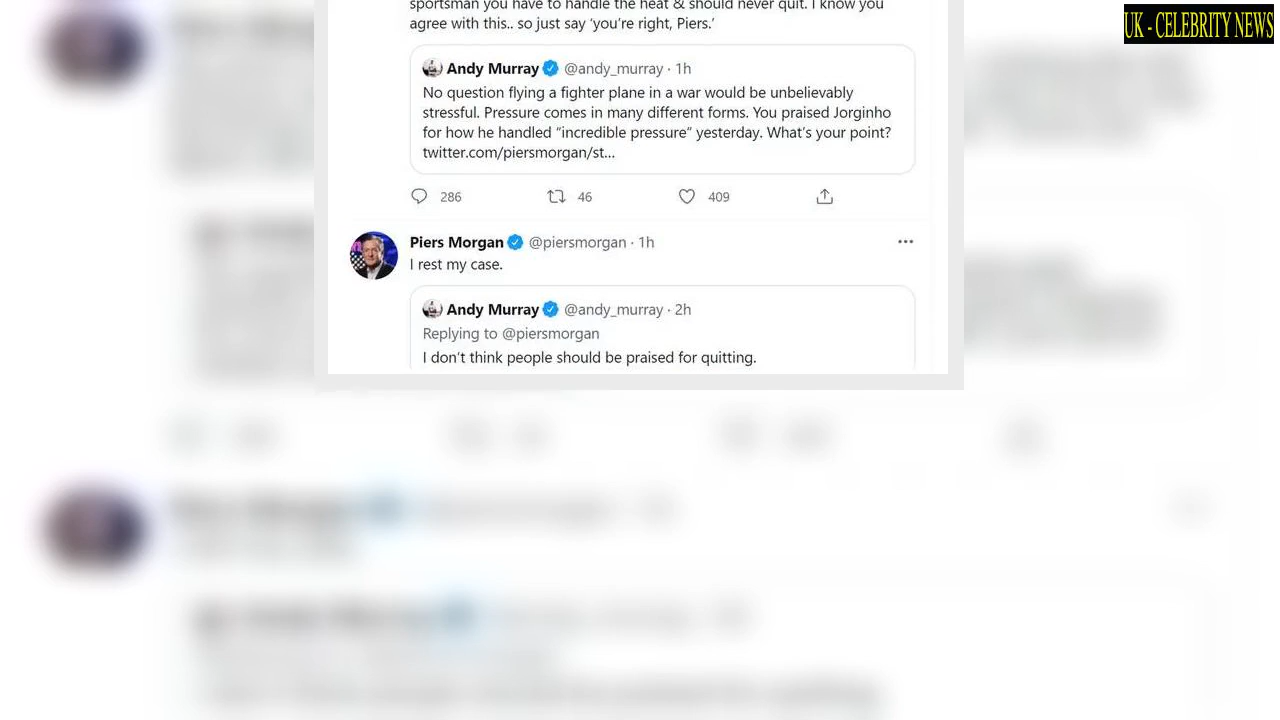 UK - CELEBRITY NEWS
sportsman you have to handle the heat & should never quit. I know you
agree with this.. so just say ‘you’re right, Piers.’
Andy Murray @andy_murray · 1h
No question flying a fighter plane in a war would be unbelievably
stressful. Pressure comes in many different forms. You praised Jorginho
for how he handled “incredible pressure” yesterday. What’s your point?
twitter.com/piersmorgan/st...
286 46 409
Piers Morgan @piersmorgan · 1h
I rest my case.
Andy Murray @andy_murray · 2h
Replying to @piersmorgan
I don’t think people should be praised for quitting.